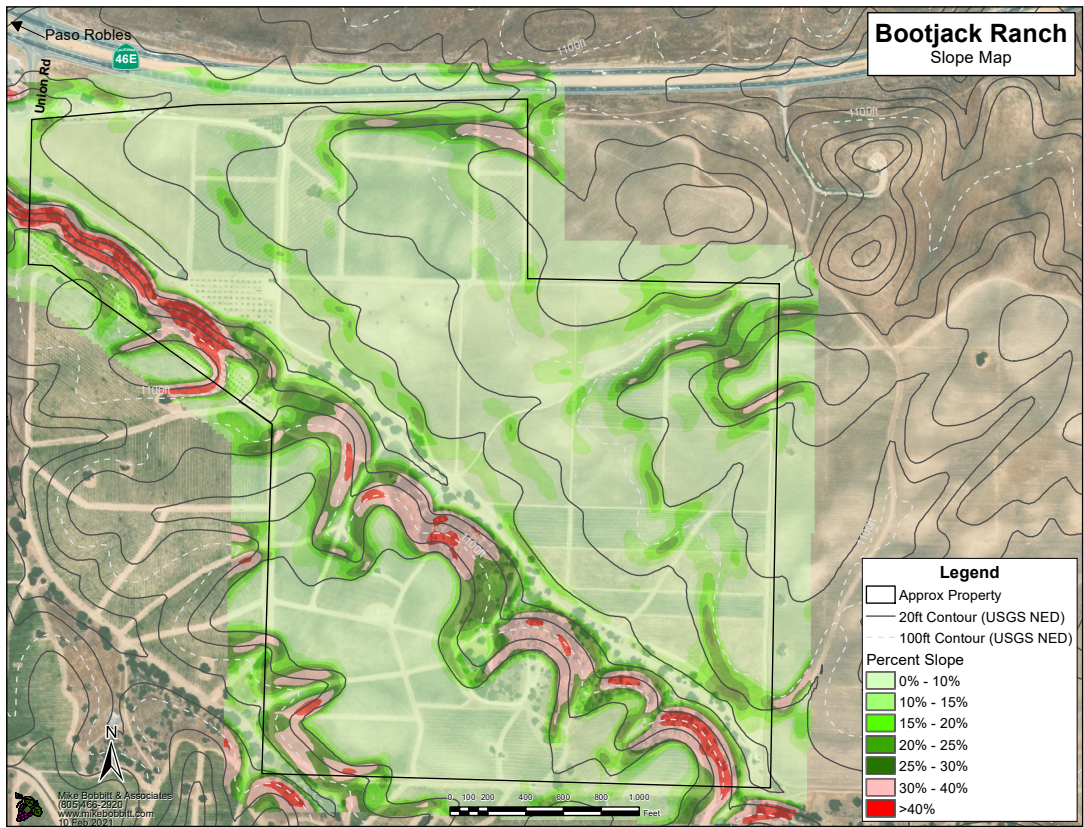 Bootjack Ranch
Slope Map
Paso Robles
CALIFORNIA
46E
Union Rd
1100ft
1100ft
1100ft
1100ft
1100ft
Legend
Approx Property
20ft Contour (USGS NED)
100ft Contour (USGS NED)
Percent Slope
0% - 10%
10% - 15%
15% - 20%
20% - 25%
25% - 30%
30% - 40%
>40%
N
Mike Bobbitt & Associates
(805)466-2920
www.mikebobbitt.com
10 Feb 2021
0 100 200 400 600 800 1,000
Feet